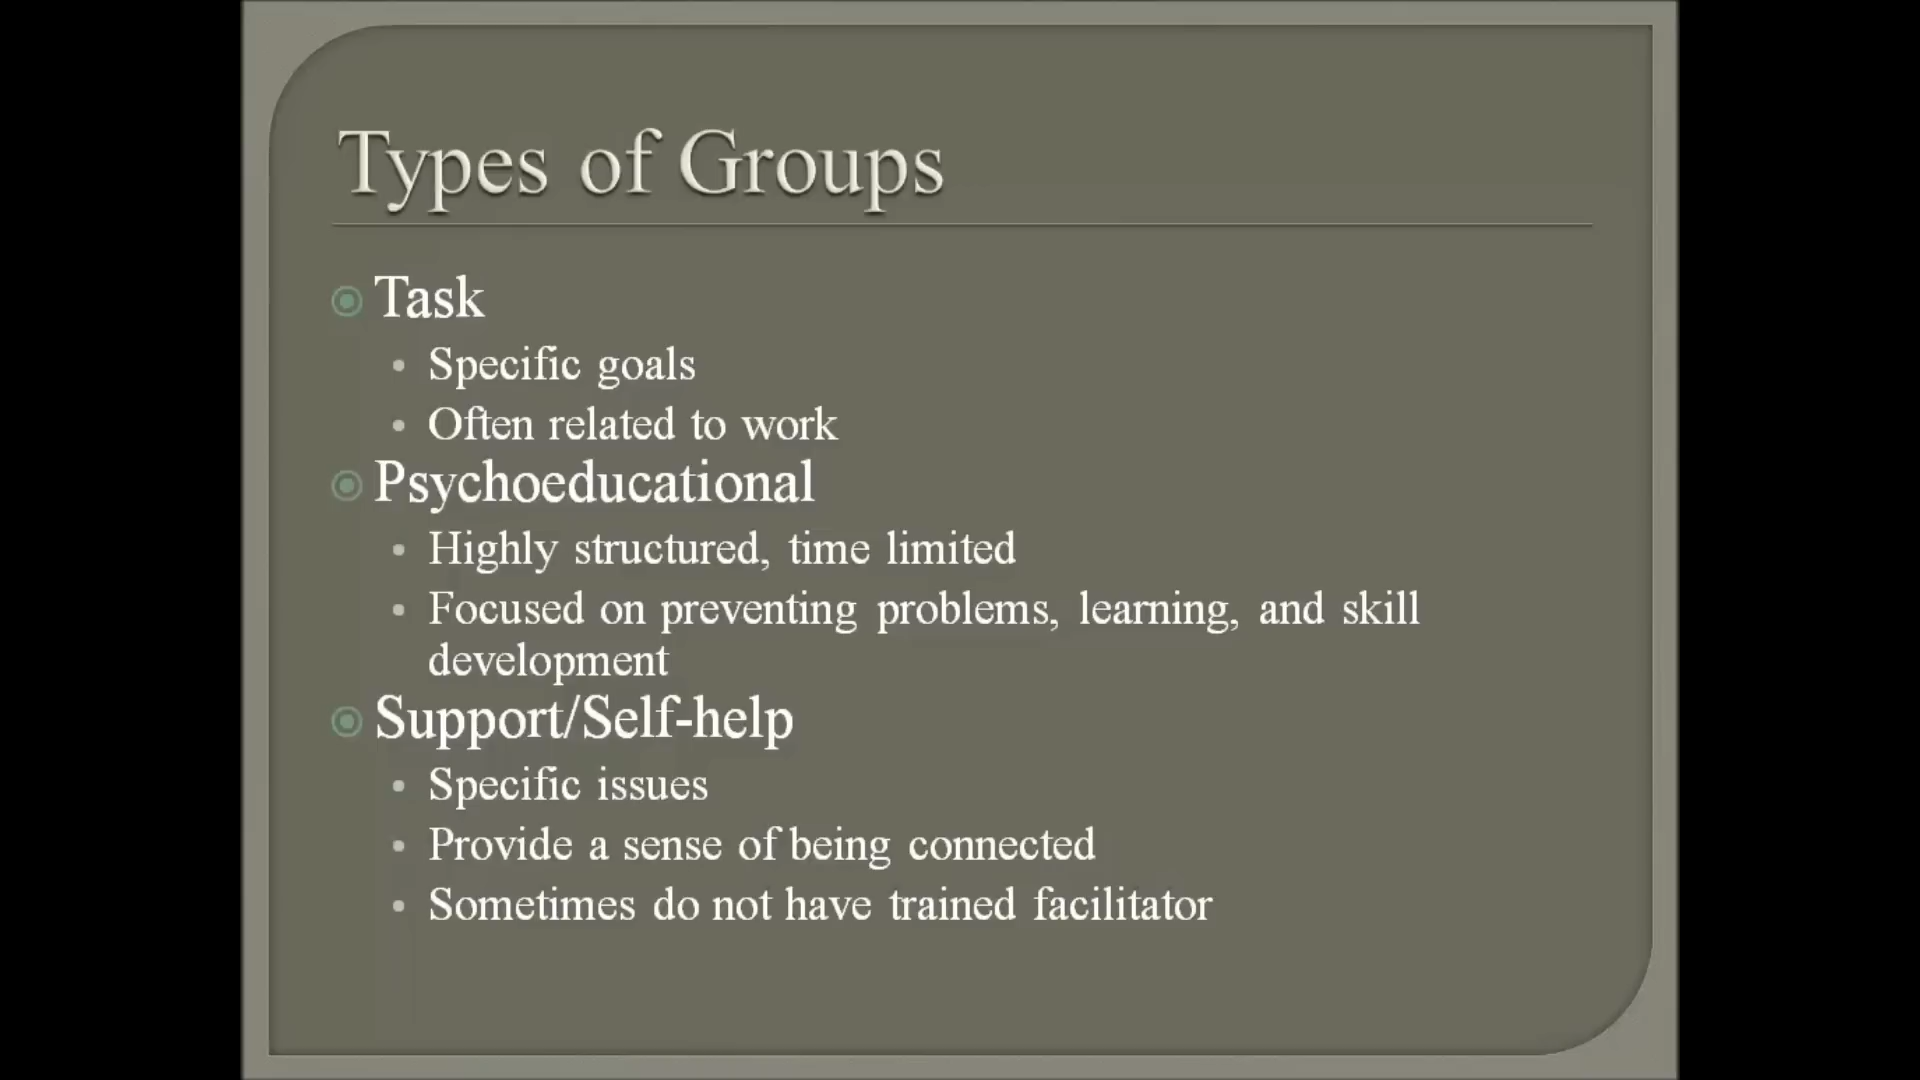 Types of Groups
Task
Specific goals
Often related to work
Psychoeducational
Highly structured, time limited
Focused on preventing problems, learning, and skill
development
Support/Self-help
Specific issues
Provide a sense of being connected
Sometimes do not have trained facilitator